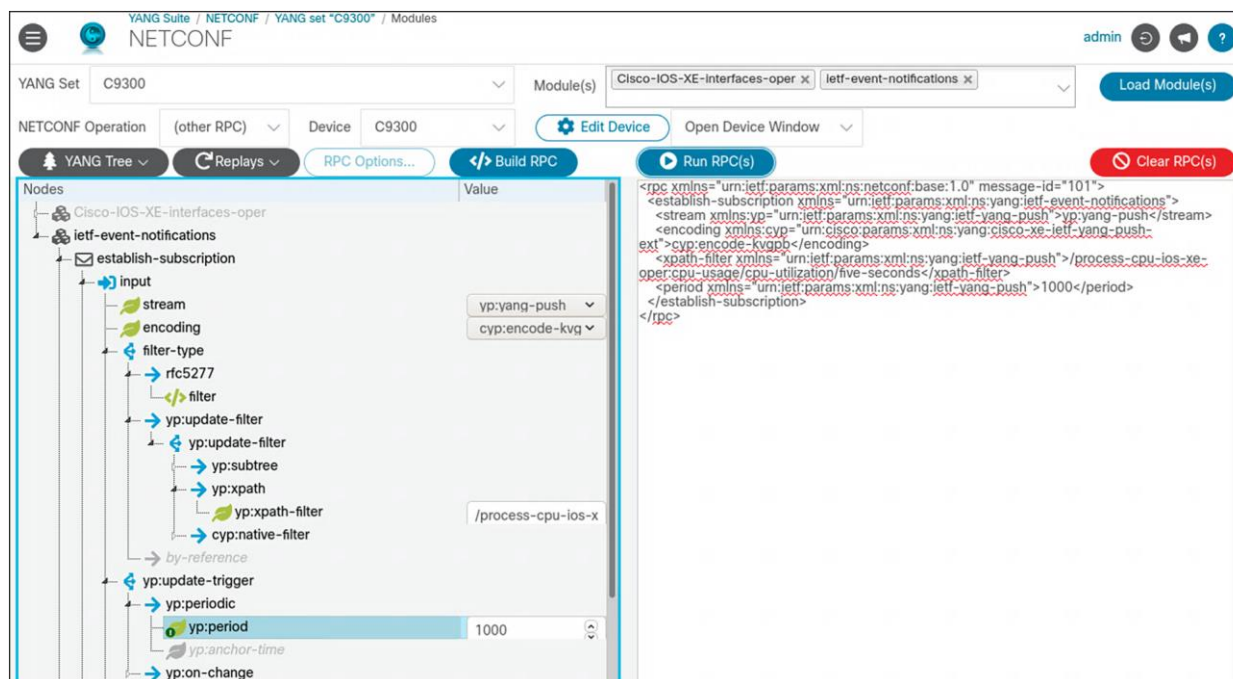 YANG Suite / NETCONF / YANG set "C9300" / Modules
NETCONF
admin
?
YANG Set C9300 Module(s) Cisco-IOS-XE-interfaces-oper x ietf-event-notifications x Load Module(s)
NETCONF Operation (other RPC) Device C9300 Edit Device Open Device Window
YANG Tree Replays RPC Options... </> Build RPC Run RPC(s) Clear RPC(s)
Nodes Value
Cisco-IOS-XE-interfaces-oper
ietf-event-notifications
establish-subscription
input
stream yp:yang-push
encoding cyp:encode-kvg
filter-type
rfc5277
</> filter
yp:update-filter
yp:update-filter
yp:subtree
yp:xpath
yp:xpath-filter /process-cpu-ios-x
cyp:native-filter
by-reference
yp:update-trigger
yp:periodic
yp:period 1000
yp:anchor-time
yp:on-change
<rpc xmlns="urn:ietf:params:xml:ns:netconf:base:1.0" message-id="101">
<establish-subscription xmlns="urn:ietf:params:xml:ns:yang:ietf-event-notifications">
<stream xmlns:yp="urn:ietf:params:xml:ns:yang:ietf-yang-push">yp:yang-push</stream>
<encoding xmlns:cyp="urn:cisco:params:xml:ns:yang:cisco-xe-ietf-yang-push-
ext">cyp:encode-kvgpb</encoding>
<xpath-filter xmlns="urn:ietf:params:xml:ns:yang:ietf-yang-push">/process-cpu-ios-xe-
oper:cpu-usage/cpu-utilization/five-seconds</xpath-filter>
<period xmlns="urn:ietf:params:xml:ns:yang:ietf-yang-push">1000</period>
</establish-subscription>
</rpc>